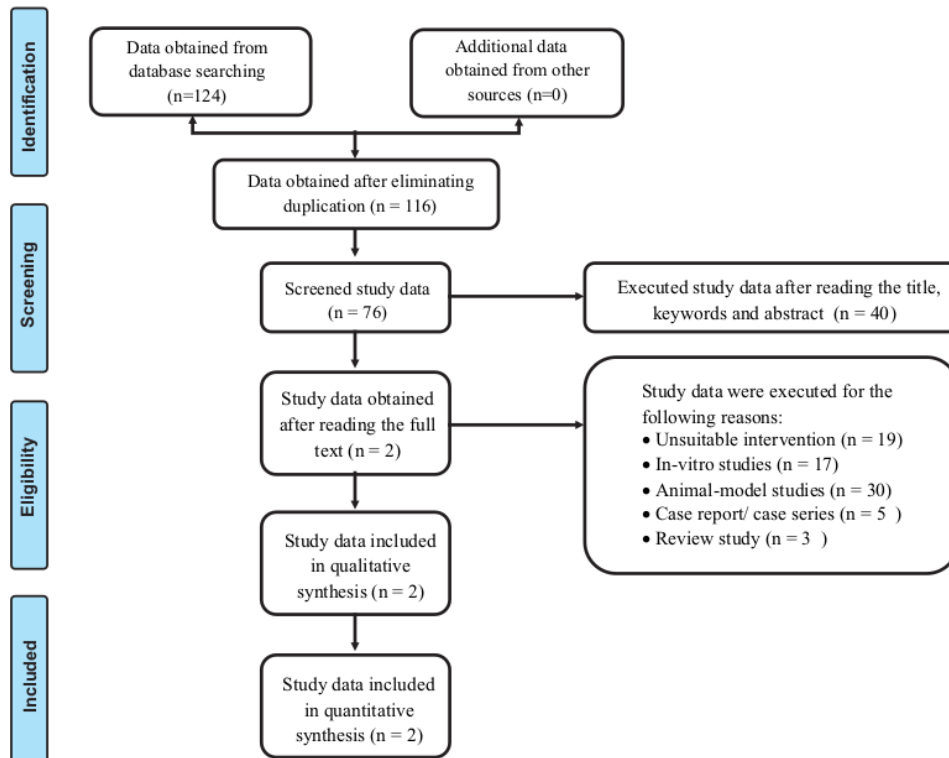 Identification
Data obtained from
database searching
(n=124)
Additional data
obtained from other
sources (n=0)
Data obtained after eliminating
duplication (n = 116)
Screening
Screened study data
(n = 76)
Executed study data after reading the title,
keywords and abstract (n = 40)
Eligibility
Study data obtained
after reading the full
text (n = 2)
Study data were executed for the
following reasons:
• Unsuitable intervention (n = 19)
• In-vitro studies (n = 17)
• Animal-model studies (n = 30)
• Case report/ case series (n = 5 )
• Review study (n = 3 )
Study data included
in qualitative
synthesis (n = 2)
Included
Study data included
in quantitative
synthesis (n = 2)